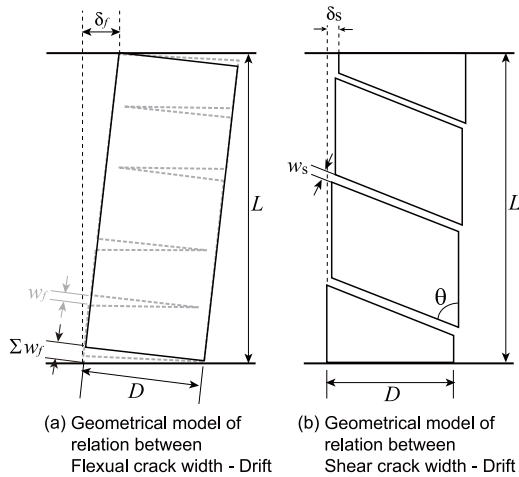 δf
δs
L
ws
L
wf
θ
Σwf
D
D
(a) Geometrical model of
relation between
Flexual crack width - Drift
(b) Geometrical model of
relation between
Shear crack width - Drift